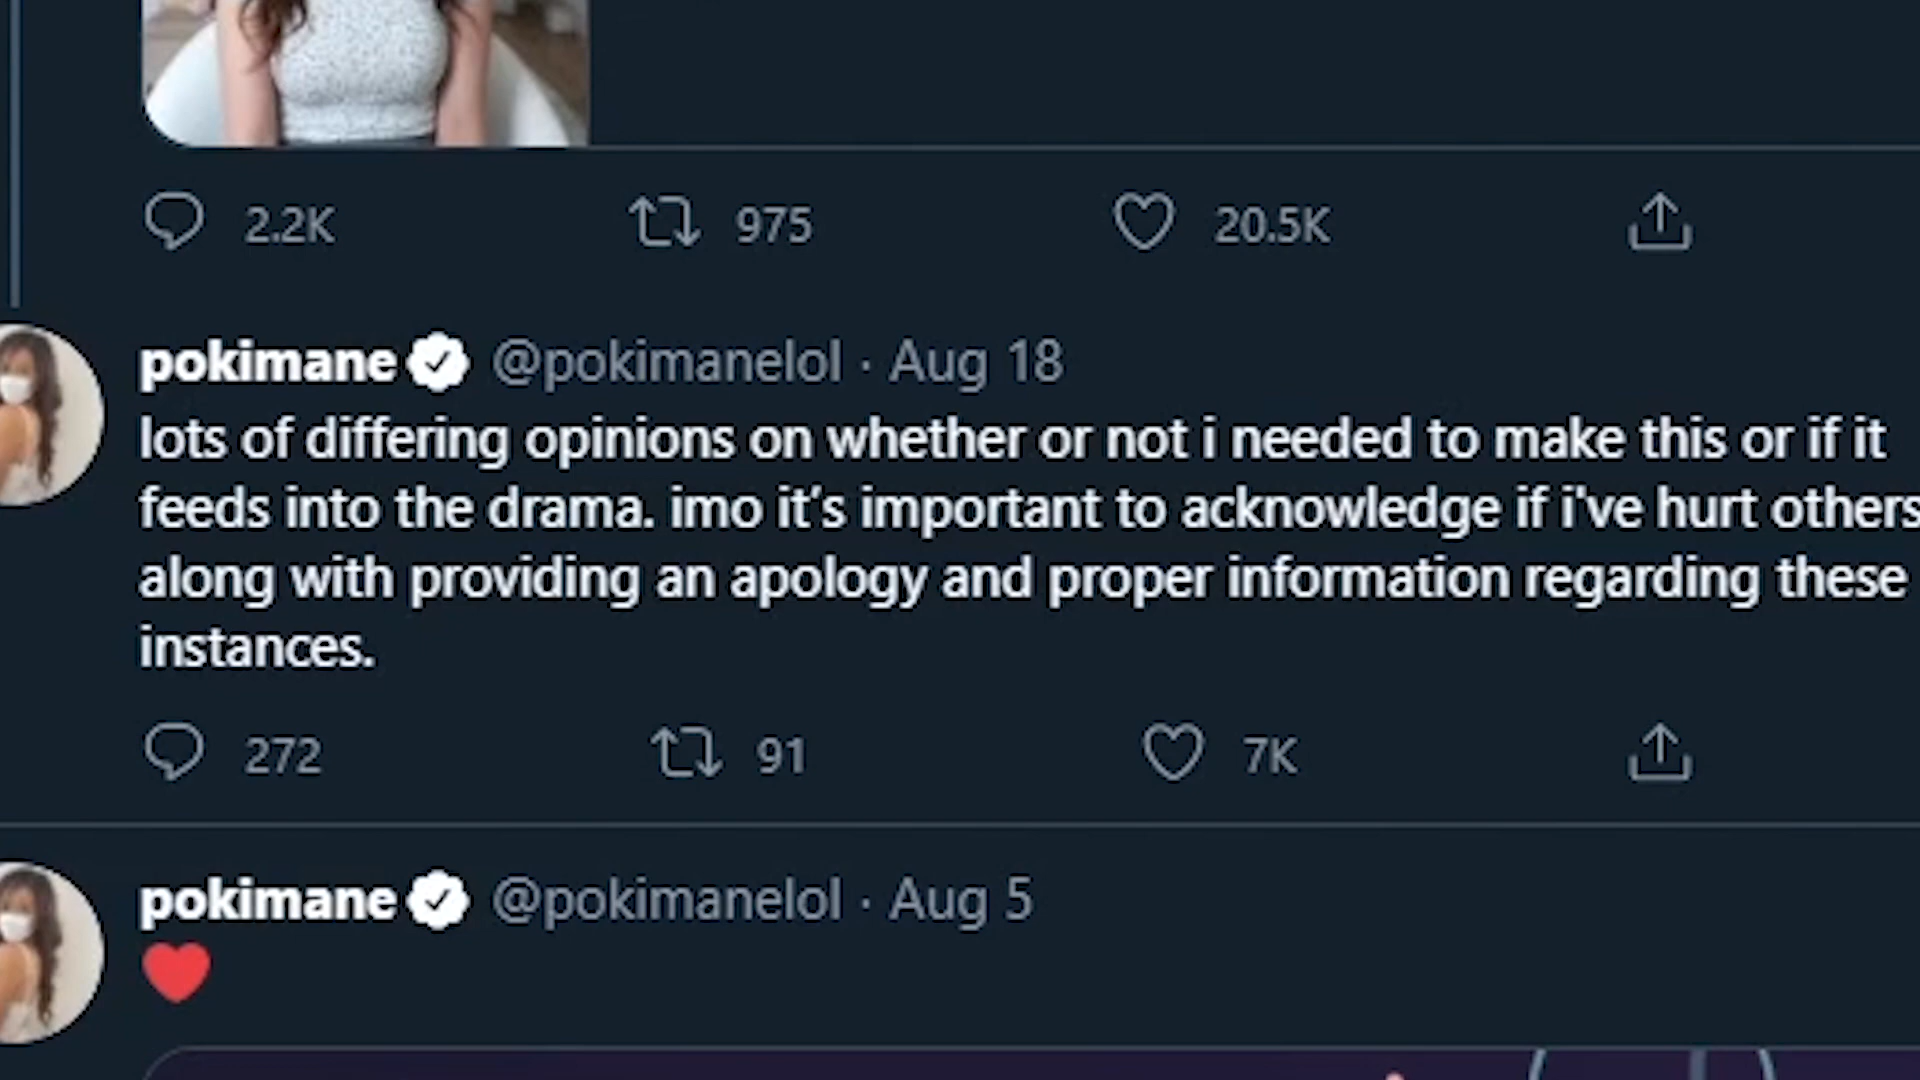 2.2K 975 20.5K
pokimane @pokimanelol · Aug 18
lots of differing opinions on whether or not i needed to make this or if it
feeds into the drama. imo it's important to acknowledge if i've hurt others
along with providing an apology and proper information regarding these
instances.
272 91 7K
pokimane @pokimanelol · Aug 5
❤️